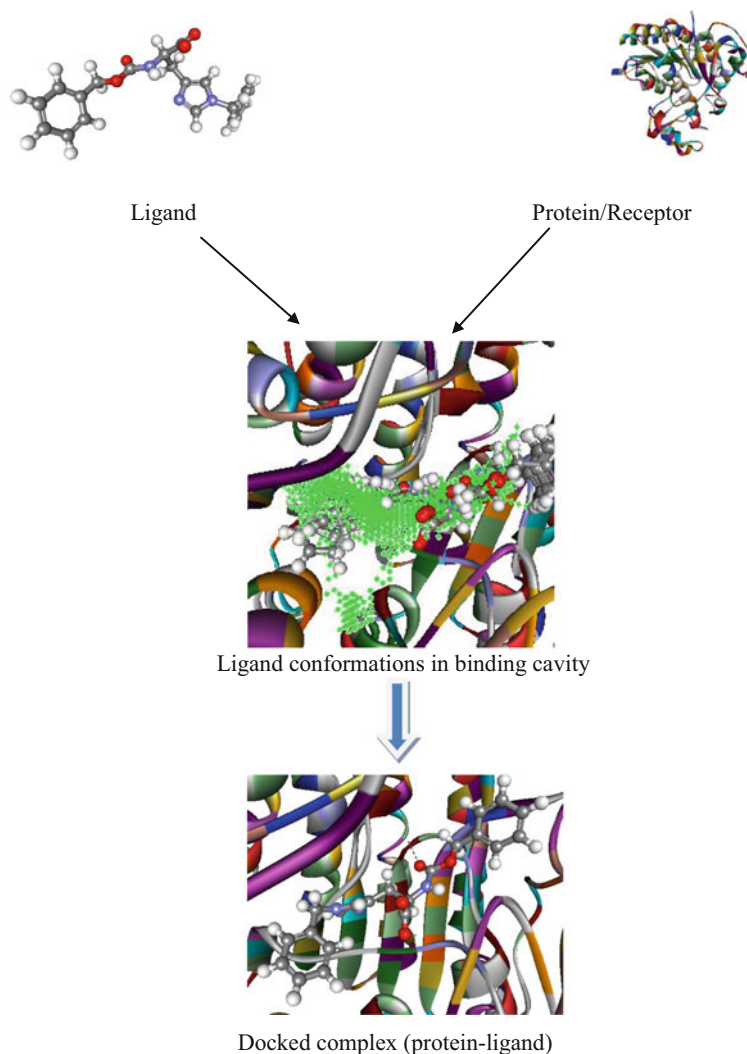 Ligand
Protein/Receptor
Ligand conformations in binding cavity
Docked complex (protein-ligand)